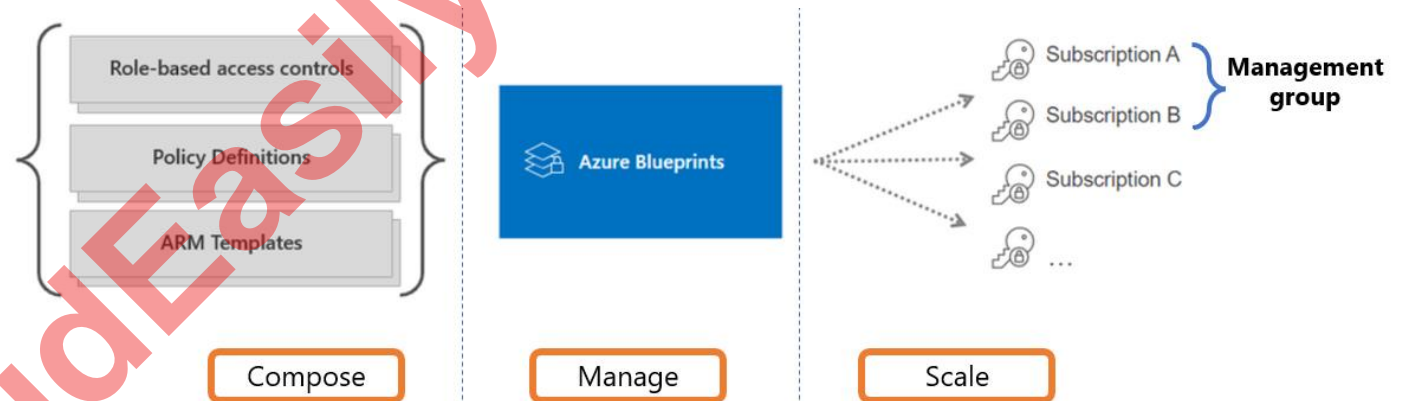 Role-based access controls
Policy Definitions
ARM Templates
Compose
Azure Blueprints
Manage
Subscription A
Subscription B
Management
group
Subscription C
...
Scale